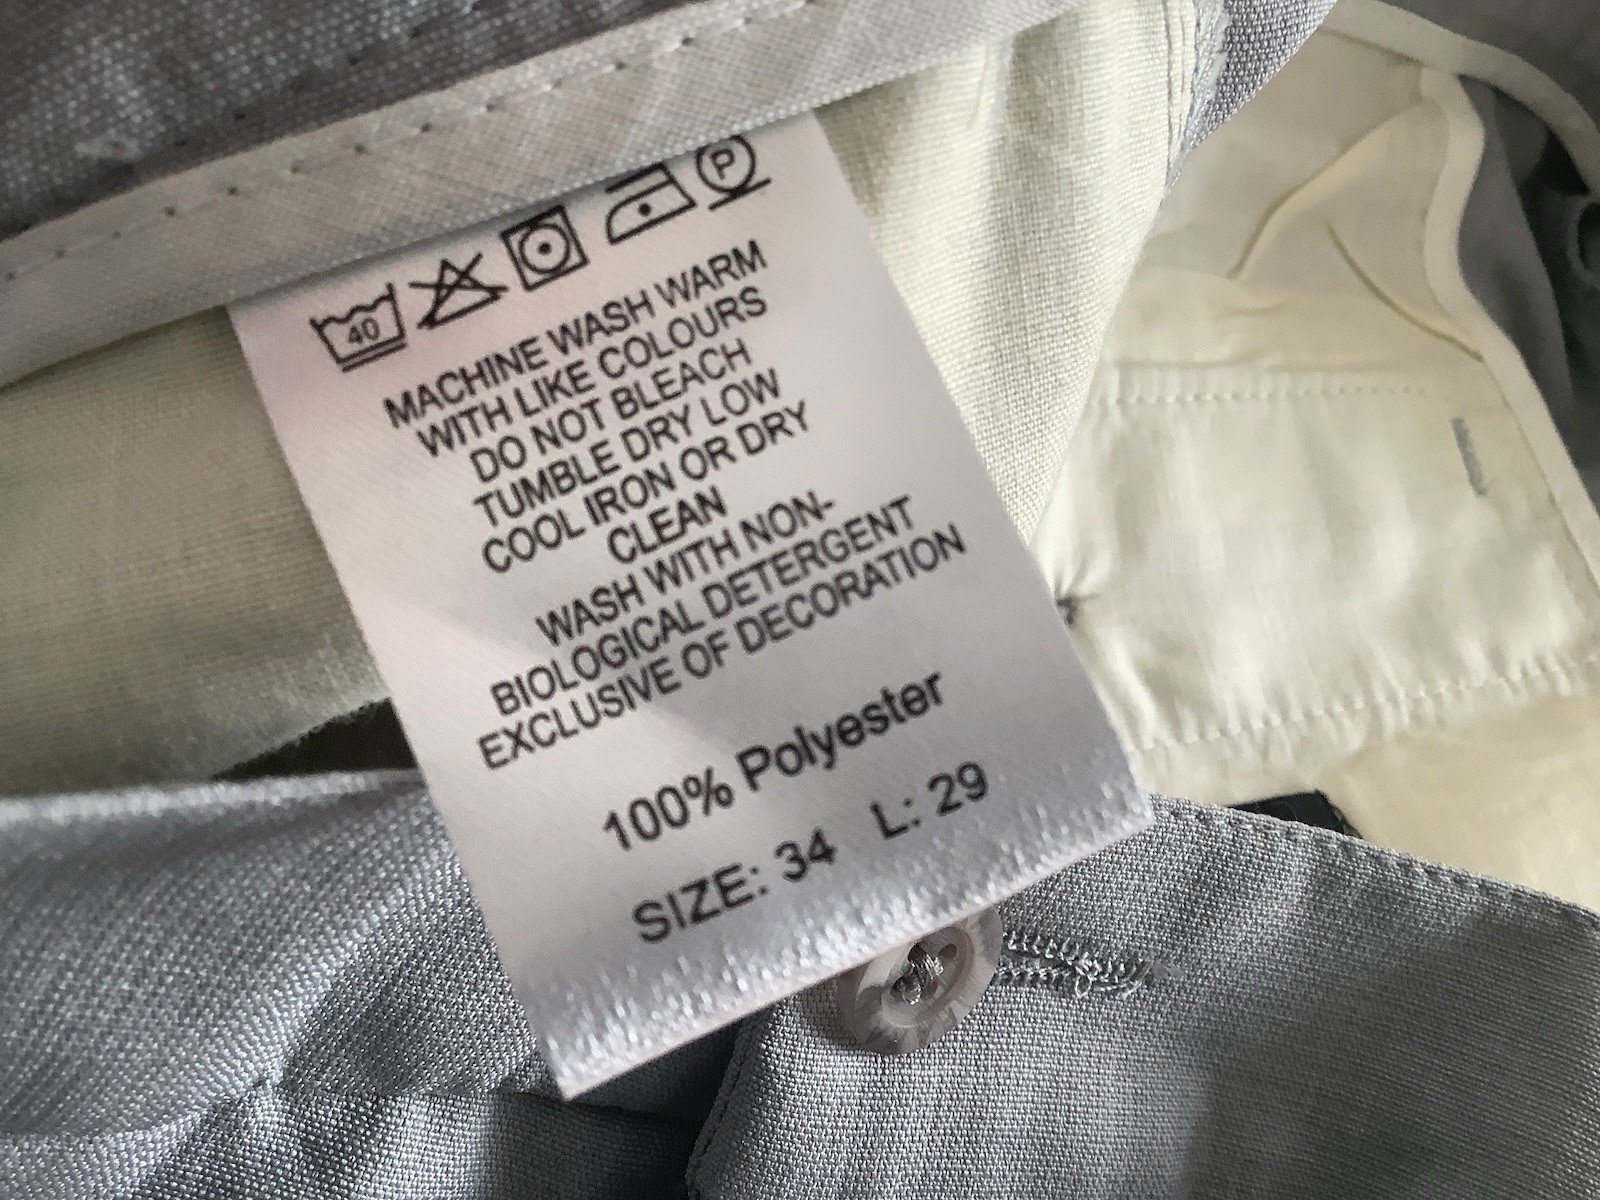 40 P
MACHINE WASH WARM
WITH LIKE COLOURS
DO NOT BLEACH
TUMBLE DRY LOW
COOL IRON OR DRY
CLEAN
WASH WITH NON-
BIOLOGICAL DETERGENT
EXCLUSIVE OF DECORATION
100% Polyester
SIZE: 34 L: 29